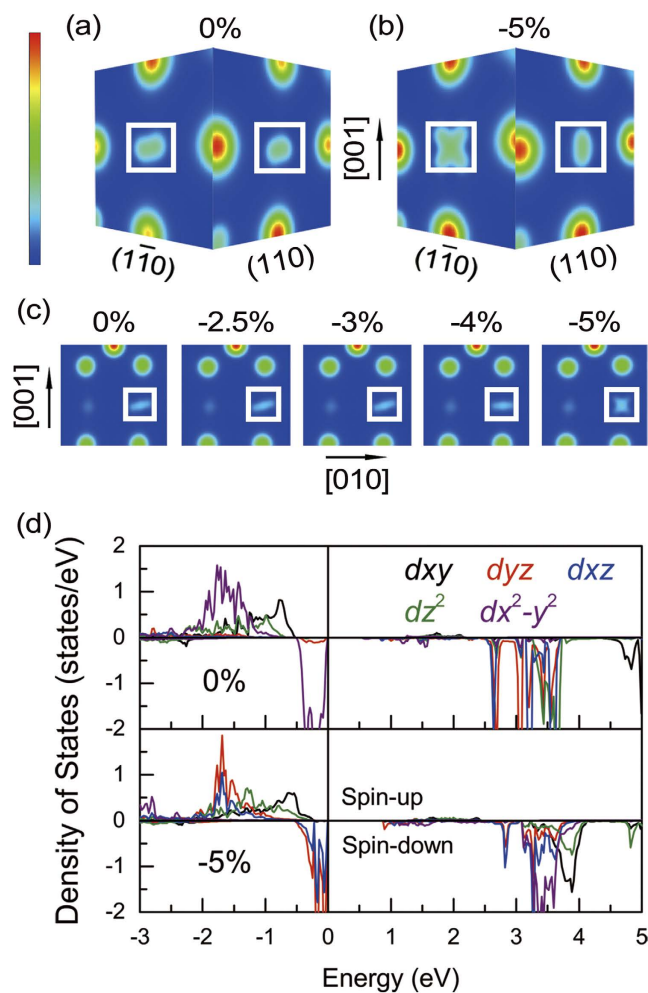 (a) 0% (b) -5%
[001]
(11̅0) (110) (11̅0) (110)
(c) 0% -2.5% -3% -4% -5%
[001]
[010]
(d)
Density of States (states/eV)
2
1
0
-1
-2
dxy dyz dxz
dz² dx²-y²
0%
2
1
0
-1
-2
Spin-up
Spin-down
-5%
-3 -2 -1 0 1 2 3 4 5
Energy (eV)